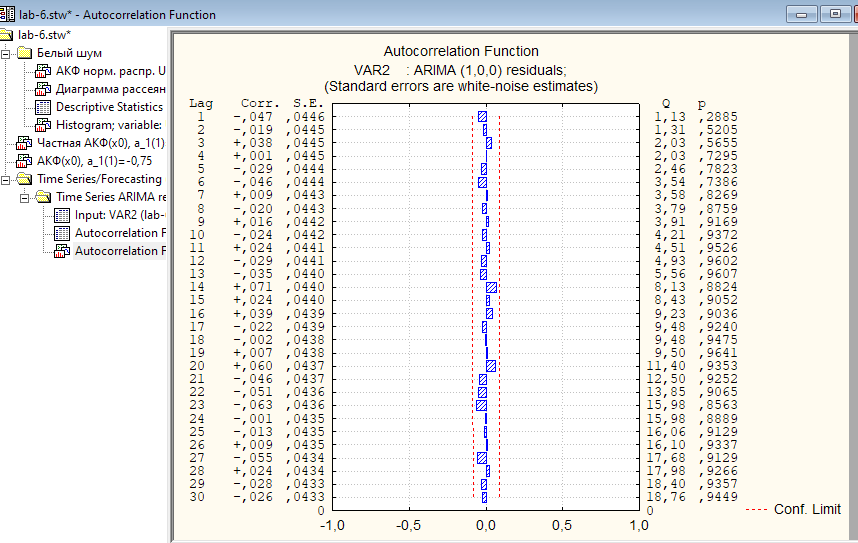 lab-6.stw* - Autocorrelation Function
lab-6.stw*
Белый шум
АКФ норм. распр. U
Диаграмма рассеян
Descriptive Statistics
Histogram; variable:
Частная АКФ(x0), a_1(1)
АКФ(x0), a_1(1)=-0,75
Time Series/Forecasting
Time Series ARIMA re
Input: VAR2 (lab-
Autocorrelation F
Autocorrelation F
Autocorrelation Function
VAR2 : ARIMA (1,0,0) residuals;
(Standard errors are white-noise estimates)
Lag Corr. S.E. Q p
1 -,047 ,0446 1,13 ,2885
2 -,019 ,0445 1,31 ,5205
3 +,038 ,0445 2,03 ,5655
4 +,001 ,0445 2,03 ,7295
5 -,029 ,0444 2,46 ,7823
6 -,046 ,0444 3,54 ,7386
7 +,009 ,0443 3,58 ,8269
8 -,020 ,0443 3,79 ,8759
9 +,016 ,0442 3,91 ,9169
10 -,024 ,0442 4,21 ,9372
11 +,024 ,0441 4,51 ,9526
12 -,029 ,0441 4,93 ,9602
13 -,035 ,0440 5,56 ,9607
14 +,071 ,0440 8,13 ,8824
15 +,024 ,0440 8,43 ,9052
16 +,039 ,0439 9,23 ,9036
17 -,022 ,0439 9,48 ,9240
18 -,002 ,0438 9,48 ,9475
19 +,007 ,0438 9,50 ,9641
20 +,060 ,0437 11,40 ,9353
21 -,046 ,0437 12,50 ,9252
22 -,051 ,0436 13,85 ,9065
23 -,063 ,0436 15,98 ,8563
24 -,001 ,0435 15,98 ,8889
25 -,013 ,0435 16,06 ,9129
26 +,009 ,0435 16,10 ,9337
27 -,055 ,0434 17,68 ,9129
28 +,024 ,0434 17,98 ,9266
29 -,028 ,0433 18,40 ,9357
30 -,026 ,0433 18,76 ,9449
0 0
-1,0 -0,5 0,0 0,5 1,0
Conf. Limit